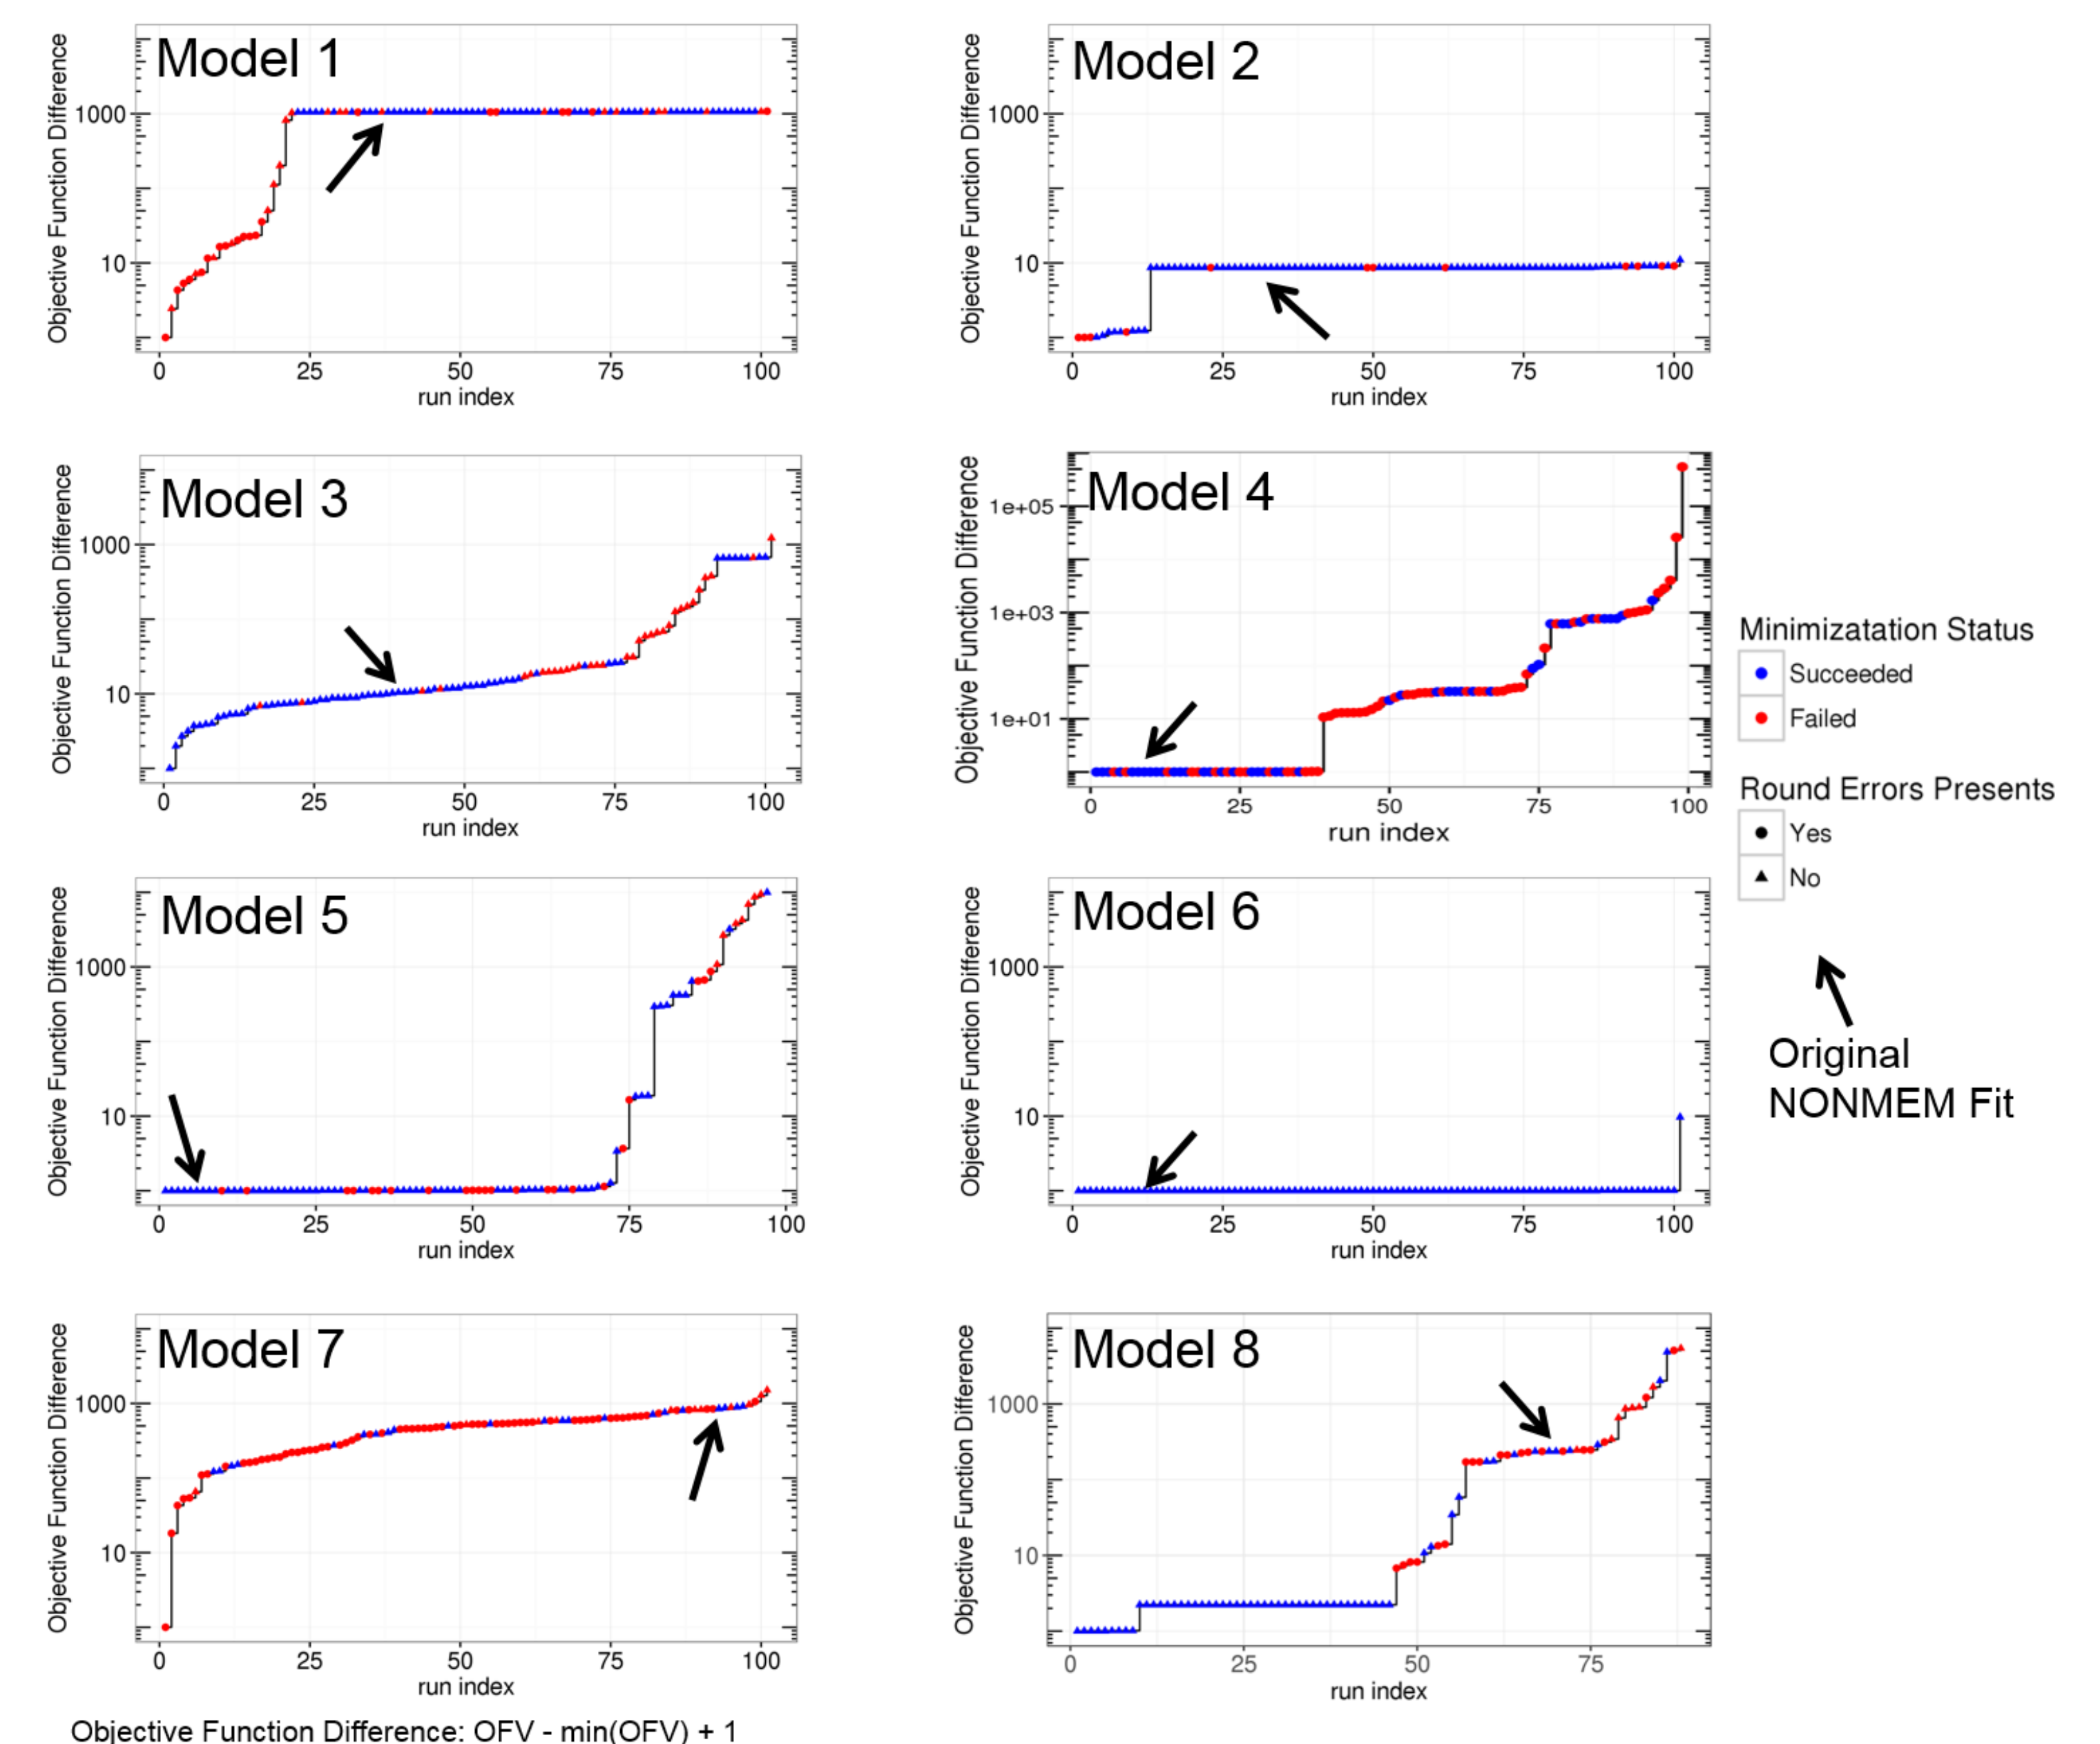 Model 1
Objective Function Difference
1000
10
0 25 50 75 100
run index
Model 2
Objective Function Difference
1000
10
0 25 50 75 100
run index
Model 3
Objective Function Difference
1000
10
0 25 50 75 100
run index
Model 4
Objective Function Difference
1e+05
1e+03
1e+01
0 25 50 75 100
run index
Minimizatation Status
Succeeded
Failed
Round Errors Presents
Yes
No
Original
NONMEM Fit
Model 5
Objective Function Difference
1000
10
0 25 50 75 100
run index
Model 6
Objective Function Difference
1000
10
0 25 50 75 100
run index
Model 7
Objective Function Difference
1000
10
0 25 50 75 100
run index
Model 8
Objective Function Difference
1000
10
0 25 50 75
run index
Objective Function Difference: OFV - min(OFV) + 1